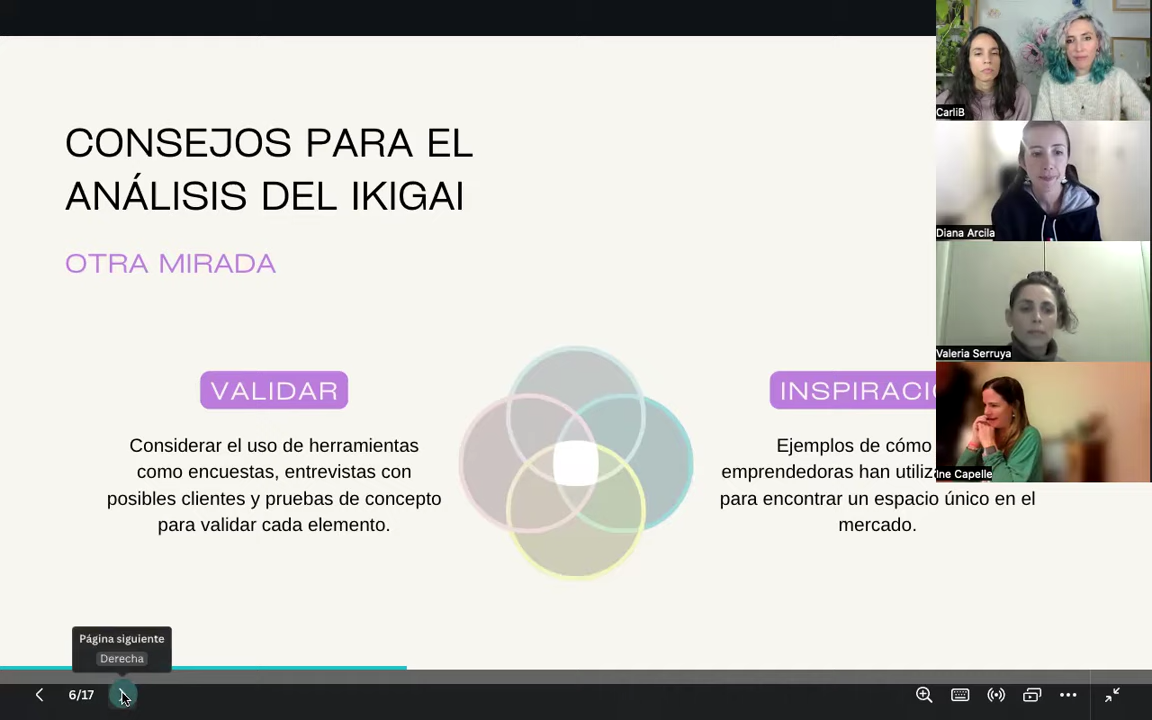 CONSEJOS PARA EL
ANÁLISIS DEL IKIGAI
OTRA MIRADA
VALIDAR
Considerar el uso de herramientas
como encuestas, entrevistas con
posibles clientes y pruebas de concepto
para validar cada elemento.
Ejemplos de cómo
emprendedoras han
para encontrar un espacio único en el
mercado.
CarliB
Diana Arcila
Valeria Serruya
Ine Capelle
Página siguiente
Derecha
6/17